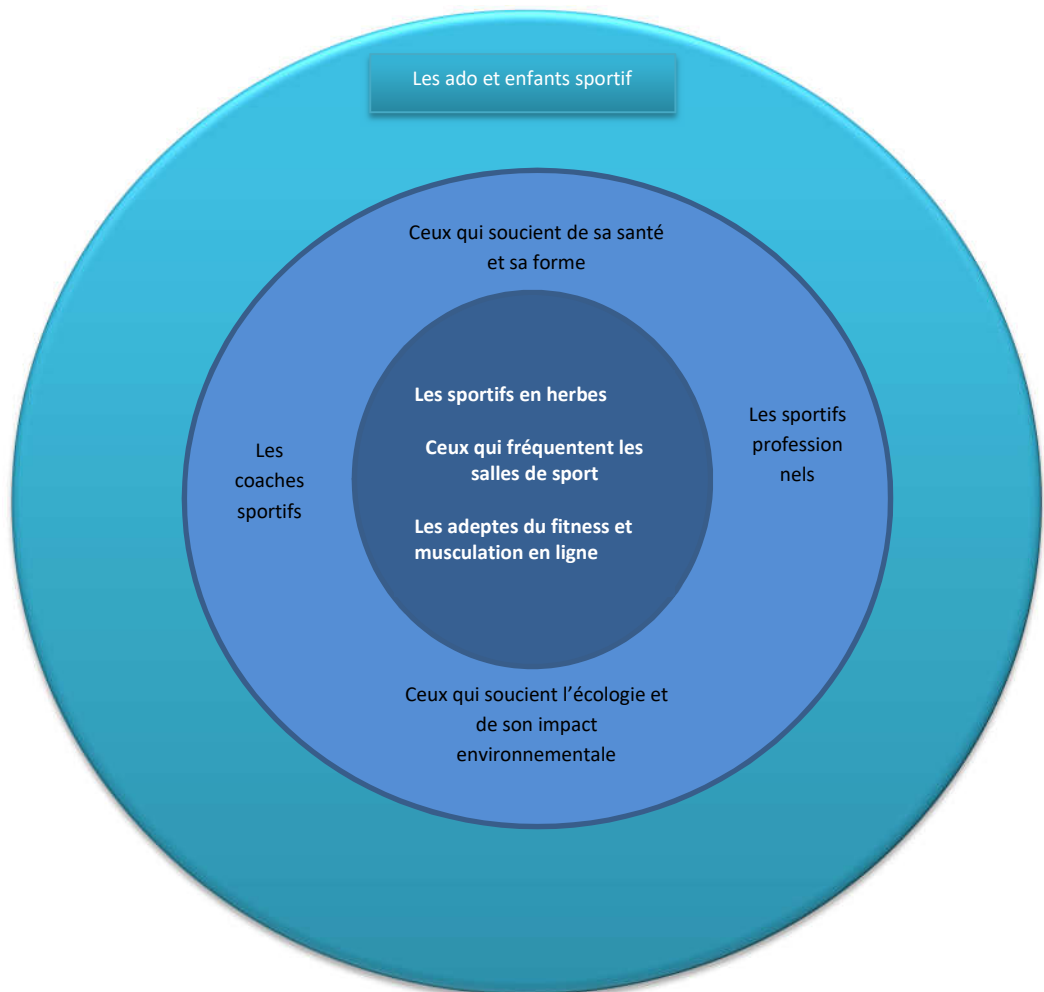 Les ado et enfants sportif
Ceux qui soucient de sa santé
et sa forme
Les sportifs en herbes
Ceux qui fréquentent les
salles de sport
Les adeptes du fitness et
musculation en ligne
Les
coaches
sportifs
Les sportifs
profession
nels
Ceux qui soucient l’écologie et
de son impact
environnementale